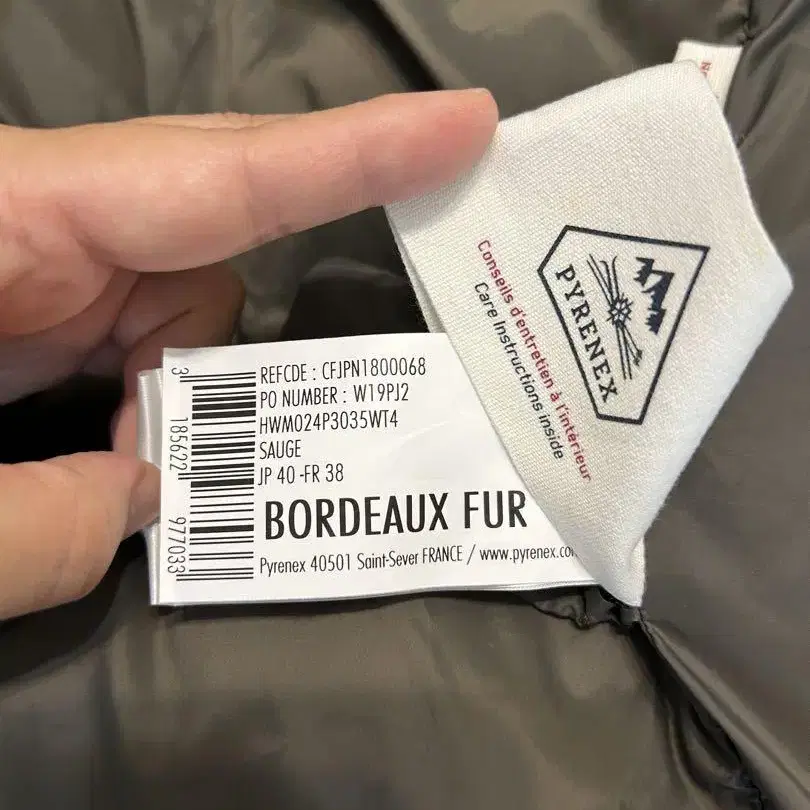 REFCDE : CFJPN1800068
PO NUMBER : W19PJ2
HWM024P3035WT4
SAUGE
JP 40 -FR 38
BORDEAUX FUR
Pyrenex 40501 Saint-Sever FRANCE / www.pyrenex.co
3 185622 977033
PYRENEX
Conseils d'entretien à l'intérieur
Care Instructions inside